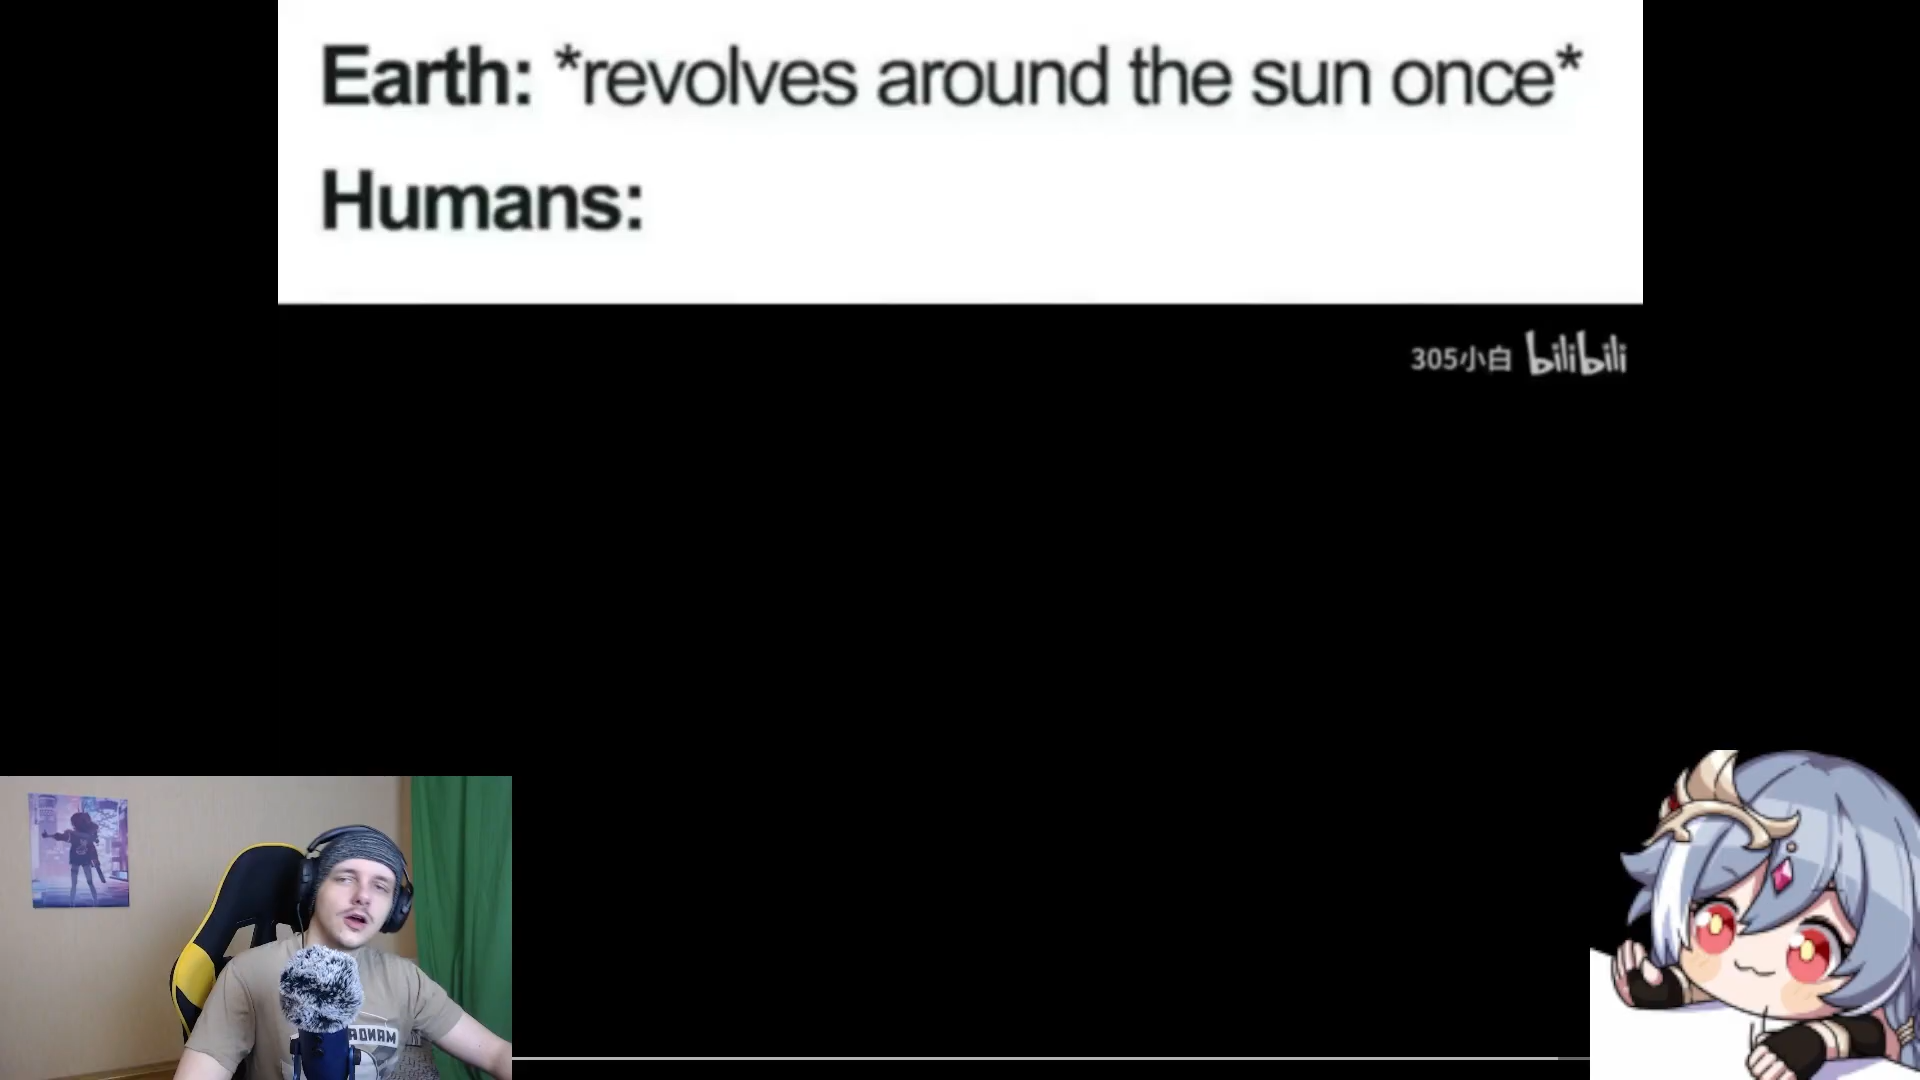 Earth: *revolves around the sun once*
Humans:
305小白 bilibili